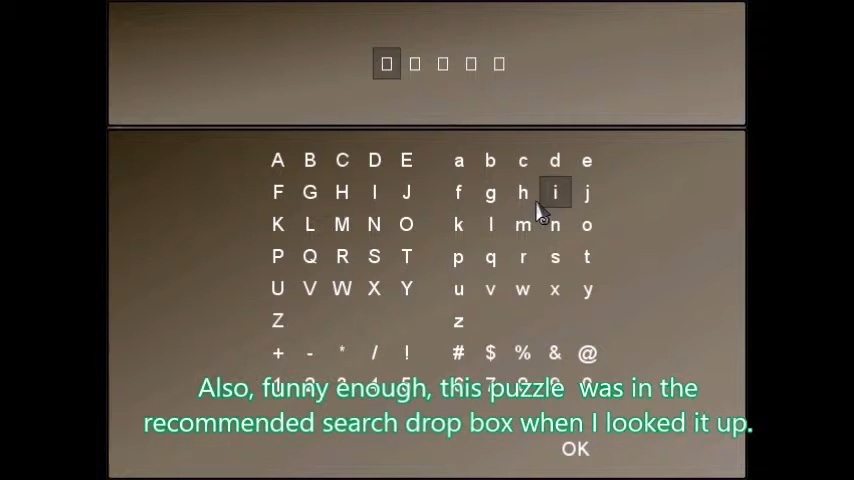 A B C D E a b c d e
F G H I J f g h i j
K L M N O k l m n o
P Q R S T p q r s t
U V W X Y u v w x y
Z z
+ - * / ! # $ % & @
Also, funny enough, this puzzle was in the
recommended search drop box when I looked it up.
OK